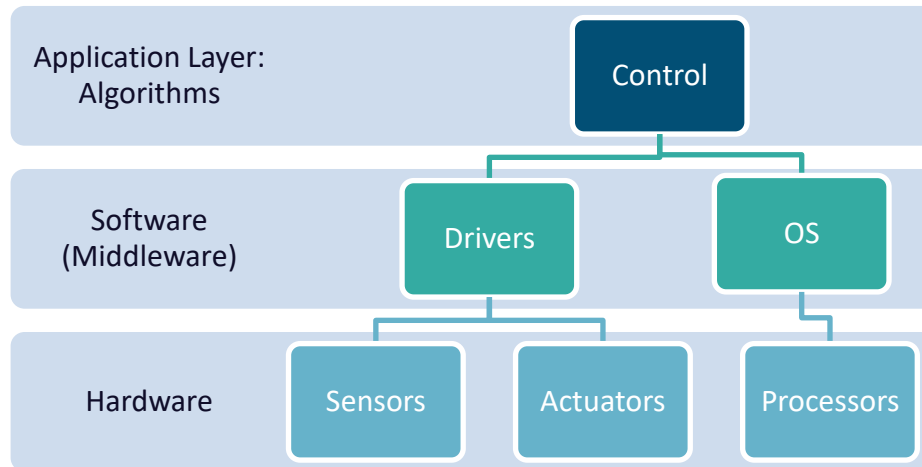 Application Layer:
Algorithms
Control
Software
(Middleware)
Drivers
OS
Hardware
Sensors
Actuators
Processors